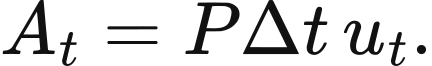 $A_t = P \Delta t \, u_t.$